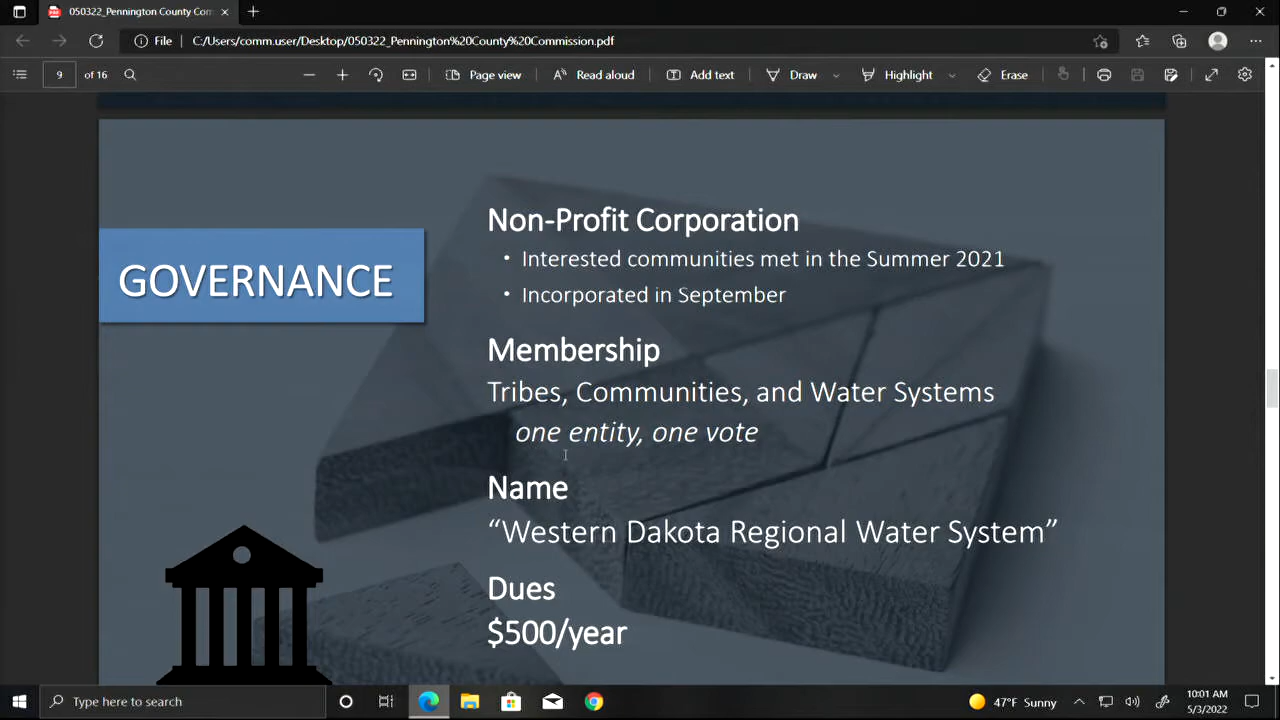 050322_Pennington County Com
File
C:/Users/comm.user/Desktop/050322_Pennington%20County%20Commission.pdf
9 of 16
Page view
Read aloud
Add text
Draw
Highlight
Erase
GOVERNANCE
Non-Profit Corporation
• Interested communities met in the Summer 2021
• Incorporated in September
Membership
Tribes, Communities, and Water Systems
one entity, one vote
Name
“Western Dakota Regional Water System”
Dues
$500/year
Type here to search
47°F Sunny
10:01 AM
5/3/2022